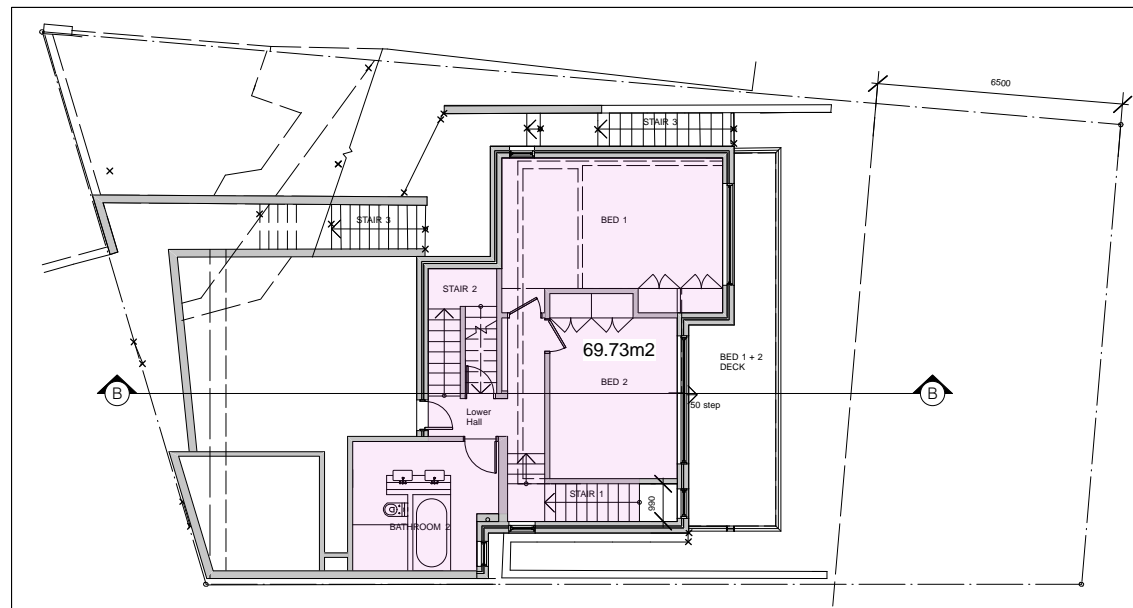 6500
STAIR 3
BED 1
STAIR 3
STAIR 2
69.73m2
BED 1 + 2
DECK
BED 2
B
B
50 step
Lower
Hall
STAIR 1
990
BATHROOM 2